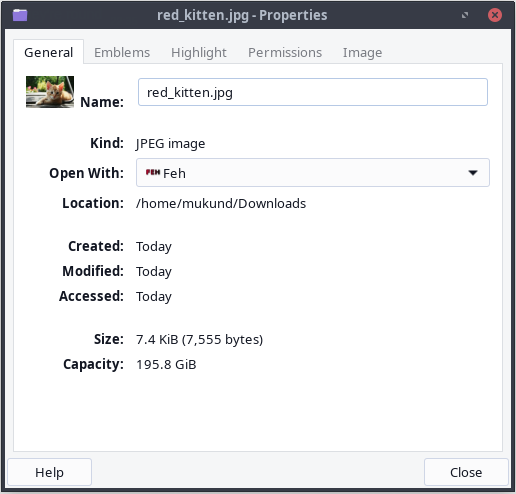 red_kitten.jpg - Properties
General Emblems Highlight Permissions Image
Name: red_kitten.jpg
Kind: JPEG image
Open With: FEH Feh
Location: /home/mukund/Downloads
Created: Today
Modified: Today
Accessed: Today
Size: 7.4 KiB (7,555 bytes)
Capacity: 195.8 GiB
Help Close